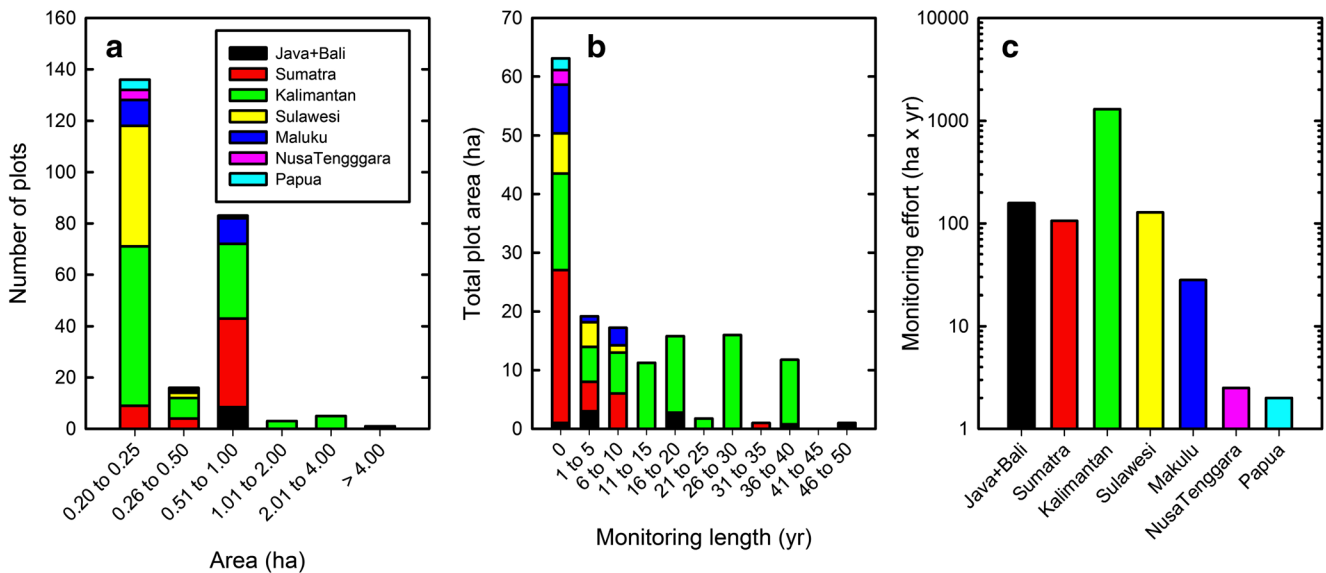 a
Number of plots
160
140
120
100
80
60
40
20
0
Java+Bali
Sumatra
Kalimantan
Sulawesi
Maluku
NusaTengggara
Papua
0.20 to 0.25
0.26 to 0.50
0.51 to 1.00
1.01 to 2.00
2.01 to 4.00
> 4.00
Area (ha)
b
Total plot area (ha)
70
60
50
40
30
20
10
0
0
1 to 5
6 to 10
11 to 15
16 to 20
21 to 25
26 to 30
31 to 35
36 to 40
41 to 45
46 to 50
Monitoring length (yr)
c
Monitoring effort (ha x yr)
10000
1000
100
10
1
Java+Bali
Sumatra
Kalimantan
Sulawesi
Makulu
NusaTenggara
Papua